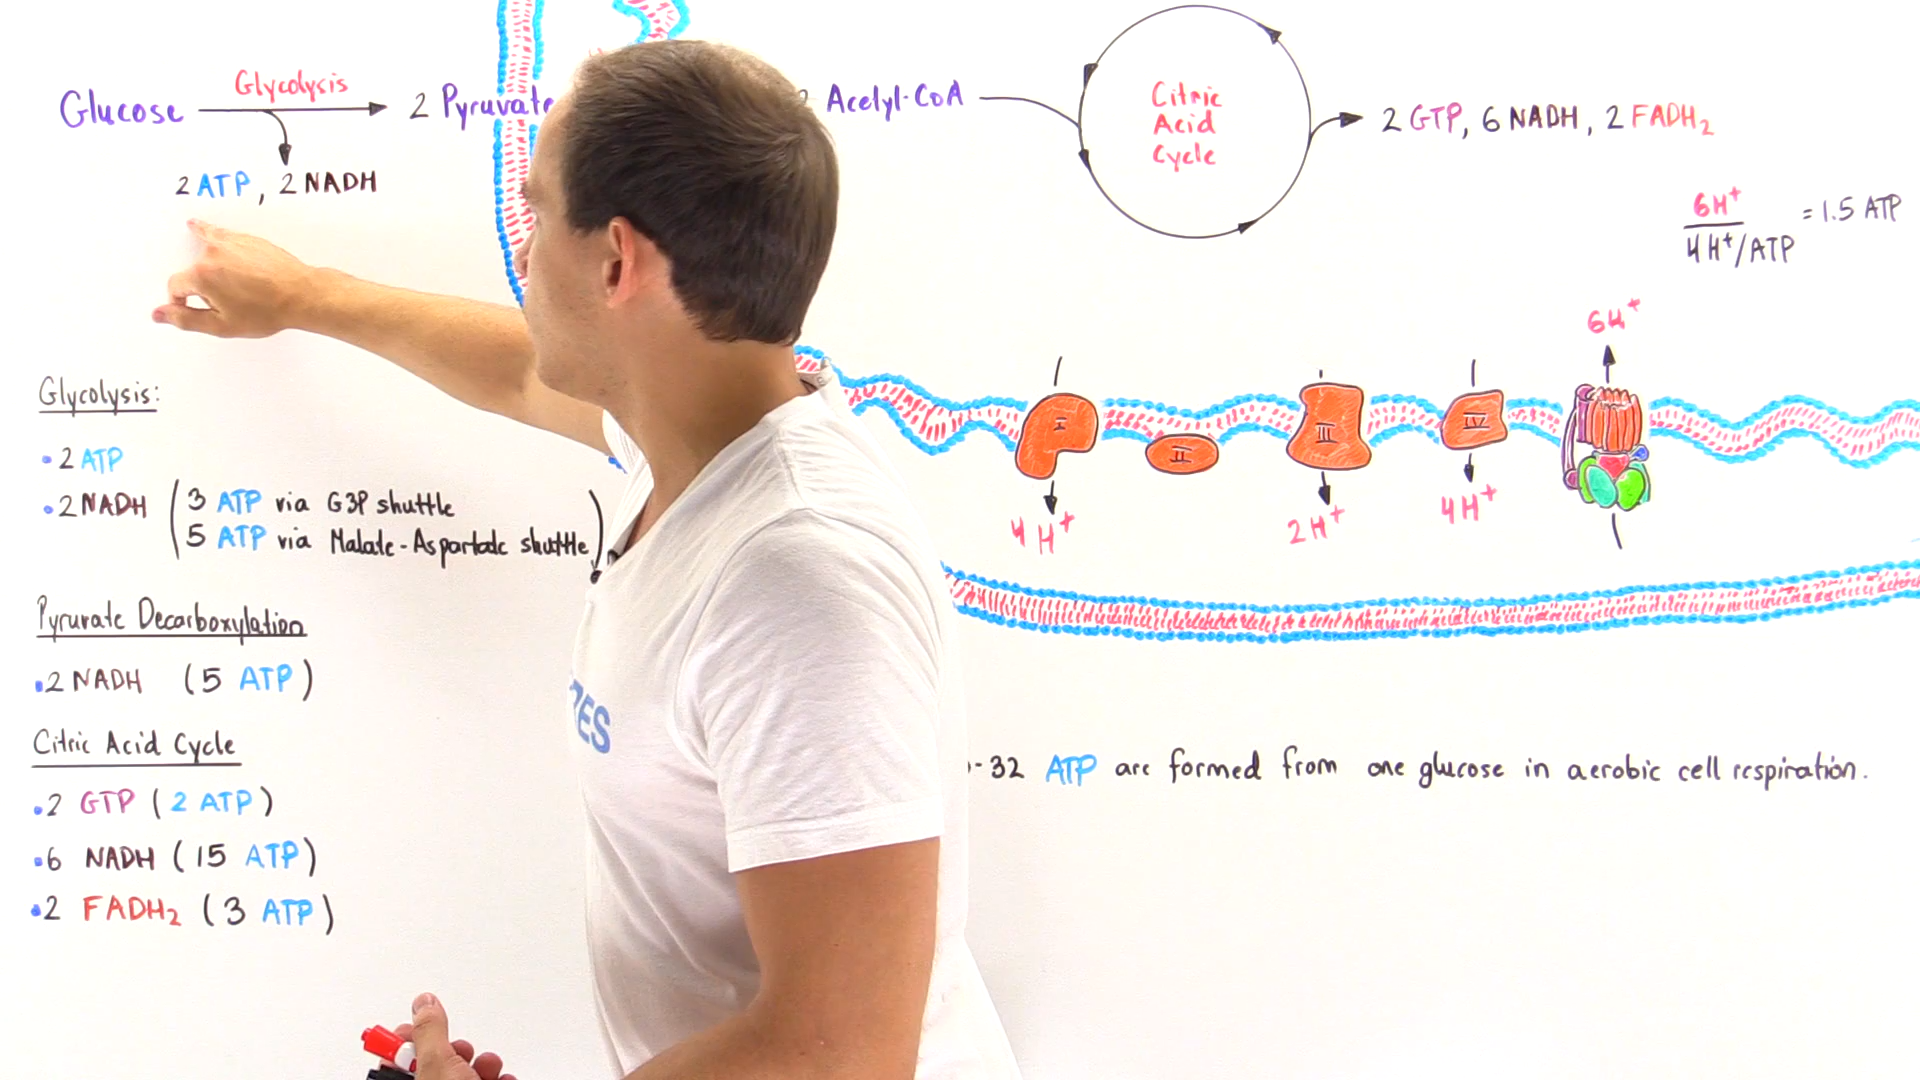 Glucose
Glycolysis
2 Pyruvate
2 ATP, 2 NADH
Acelyl-CoA
Citric
Acid
Cycle
2 GTP, 6 NADH, 2 FADH₂
6H⁺
4H⁺/ATP
= 1.5 ATP
Glycolysis:
• 2 ATP
• 2 NADH
3 ATP via G3P shuttle
5 ATP via Malate-Aspartate shuttle
Pyruvate Decarboxylation
• 2 NADH (5 ATP)
Citric Acid Cycle
• 2 GTP (2 ATP)
• 6 NADH (15 ATP)
• 2 FADH₂ (3 ATP)
I
II
III
IV
4H⁺
2H⁺
4H⁺
6H⁺
-32 ATP are formed from one glucose in aerobic cell respiration.